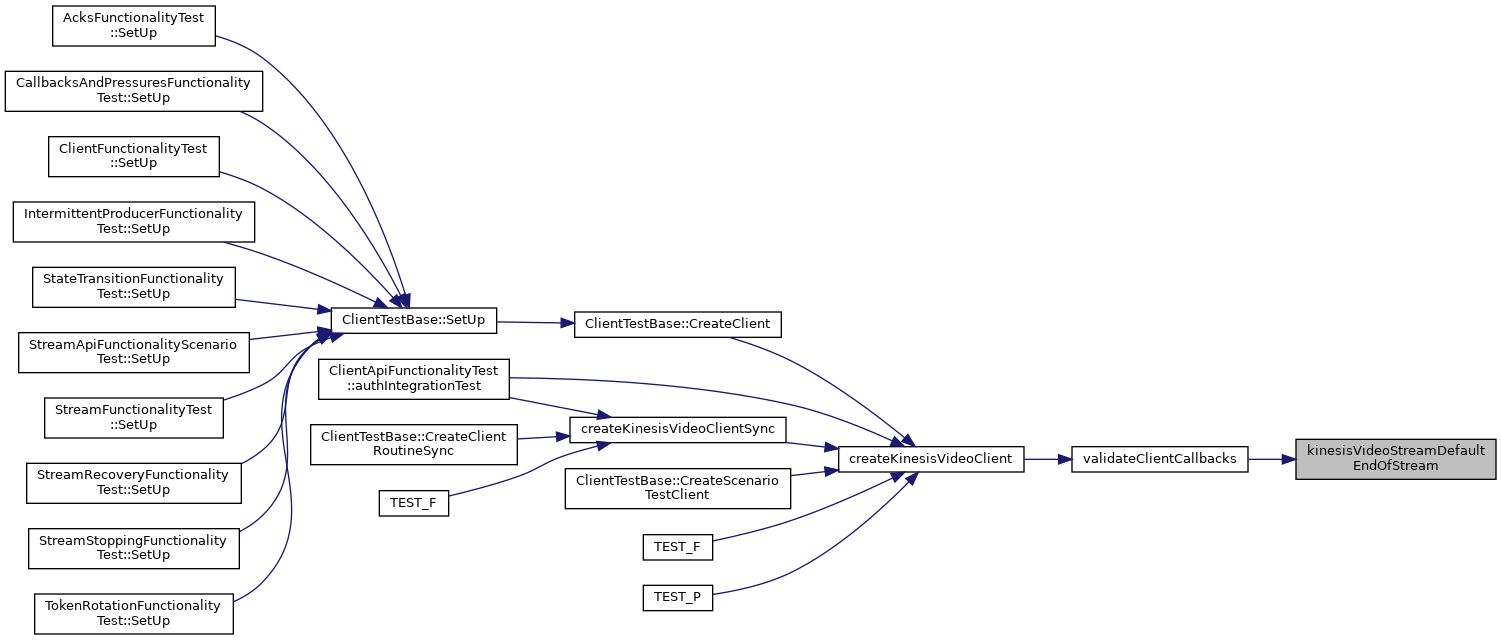 AcksFunctionalityTest
::SetUp
CallbacksAndPressuresFunctionality
Test::SetUp
ClientFunctionalityTest
::SetUp
IntermittentProducerFunctionality
Test::SetUp
StateTransitionFunctionality
Test::SetUp
StreamApiFunctionalityScenario
Test::SetUp
StreamFunctionalityTest
::SetUp
StreamRecoveryFunctionality
Test::SetUp
StreamStoppingFunctionality
Test::SetUp
TokenRotationFunctionality
Test::SetUp
ClientTestBase::SetUp
ClientApiFunctionalityTest
::authIntegrationTest
ClientTestBase::CreateClient
RoutineSync
TEST_F
ClientTestBase::CreateClient
createKinesisVideoClientSync
ClientTestBase::CreateScenario
TestClient
TEST_F
TEST_P
createKinesisVideoClient
validateClientCallbacks
kinesisVideoStreamDefault
EndOfStream